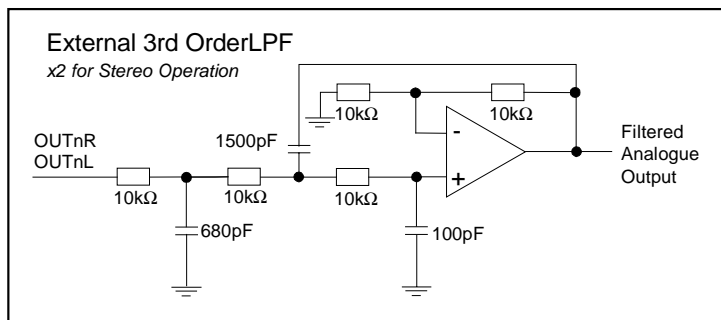 External 3rd OrderLPF
x2 for Stereo Operation
10kΩ
10kΩ
1500pF
OUTnR
OUTnL
-
+
Filtered
Analogue
Output
10kΩ
10kΩ
10kΩ
680pF
100pF